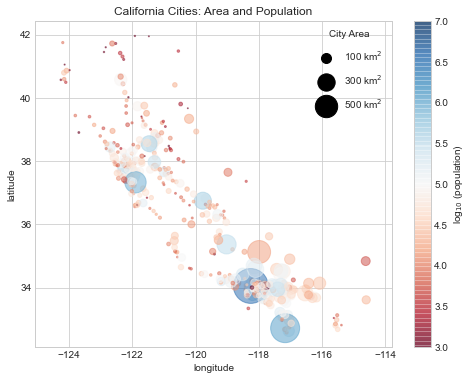 California Cities: Area and Population
City Area
100 km²
300 km²
500 km²
42
40
38
36
34
latitude
−124
−122
−120
−118
−116
−114
longitude
7.0
6.5
6.0
5.5
5.0
4.5
4.0
3.5
3.0
log₁₀ (population)